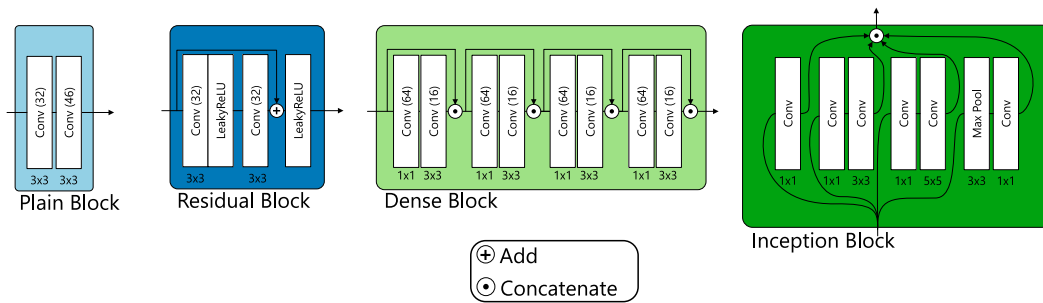 Conv (32)
Conv (46)
3x3
3x3
Plain Block
Conv (32)
LeakyReLU
Conv (32)
LeakyReLU
3x3
3x3
Residual Block
Conv (64)
Conv (16)
Conv (64)
Conv (16)
Conv (64)
Conv (16)
Conv (64)
Conv (16)
1x1
3x3
1x1
3x3
1x1
3x3
1x1
3x3
Dense Block
Conv
Conv
Conv
Conv
Conv
Max Pool
Conv
1x1
1x1
3x3
1x1
5x5
3x3
1x1
Inception Block
Add
Concatenate